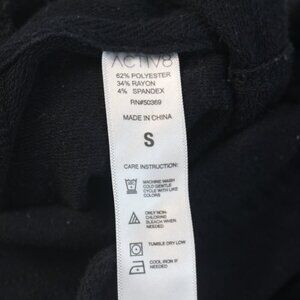 ACTIV8
62% POLYESTER
34% RAYON
4% SPANDEX
RN#50369
MADE IN CHINA
S
CARE INSTRUCTION:
MACHINE WASH
COLD GENTLE
CYCLE WITH LIKE
COLORS
ONLY NON-
CHLORING
BLEACH WHEN
NEEDED
TUMBLE DRY LOW
COOL IRON IF
NEEDED